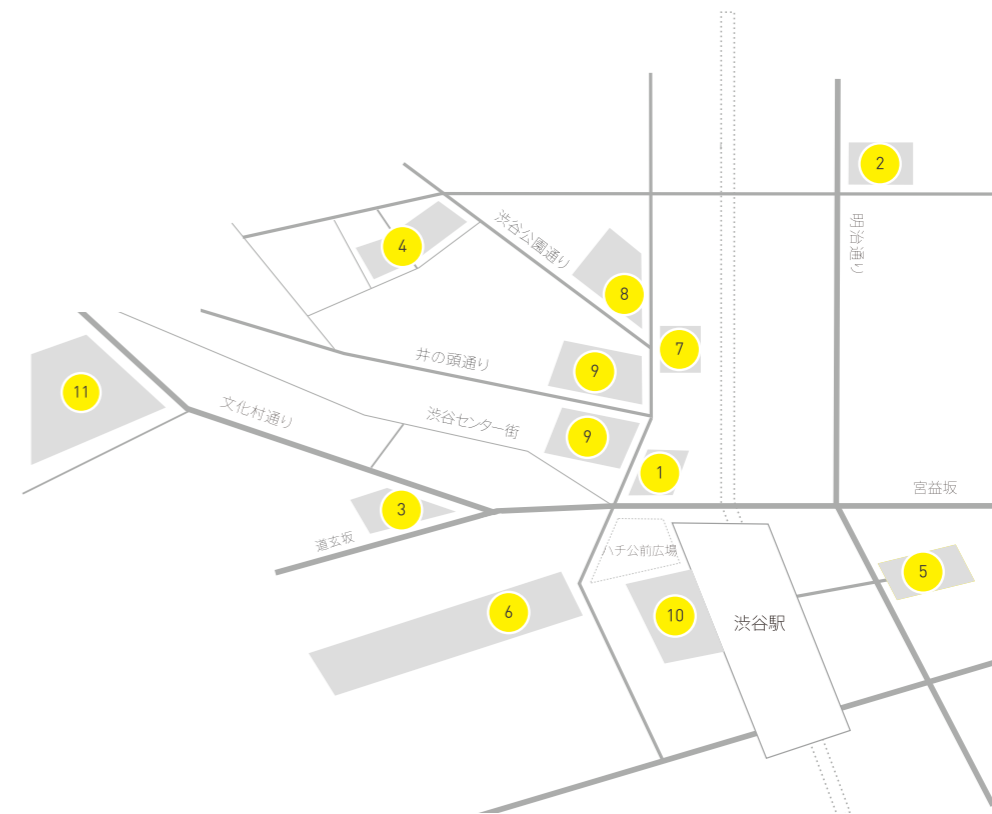 2
渋谷公園通り
明治通り
4
8
7
井の頭通り
9
11
文化村通り
渋谷センター街
9
1
宮益坂
3
道玄坂
ハチ公前広場
5
6
10
渋谷駅